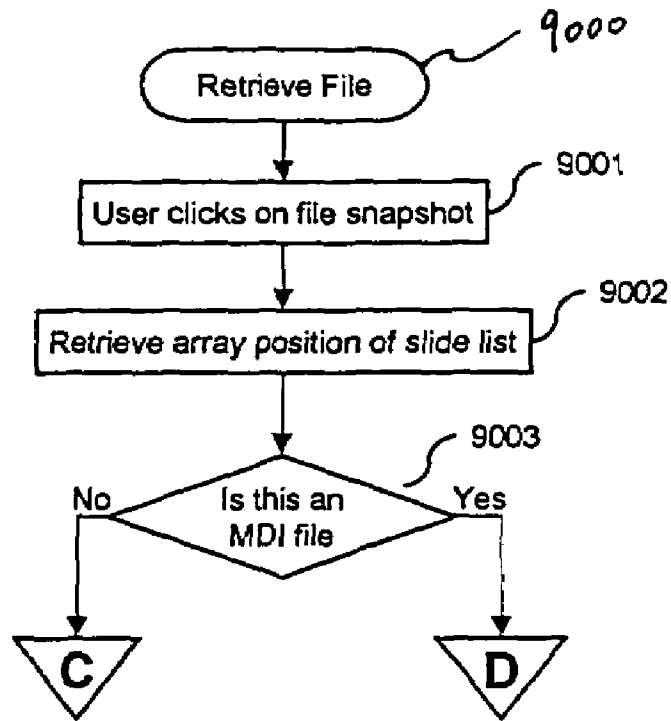 9000
Retrieve File
9001
User clicks on file snapshot
9002
Retrieve array position of slide list
9003
No
Is this an
MDI file
Yes
C
D